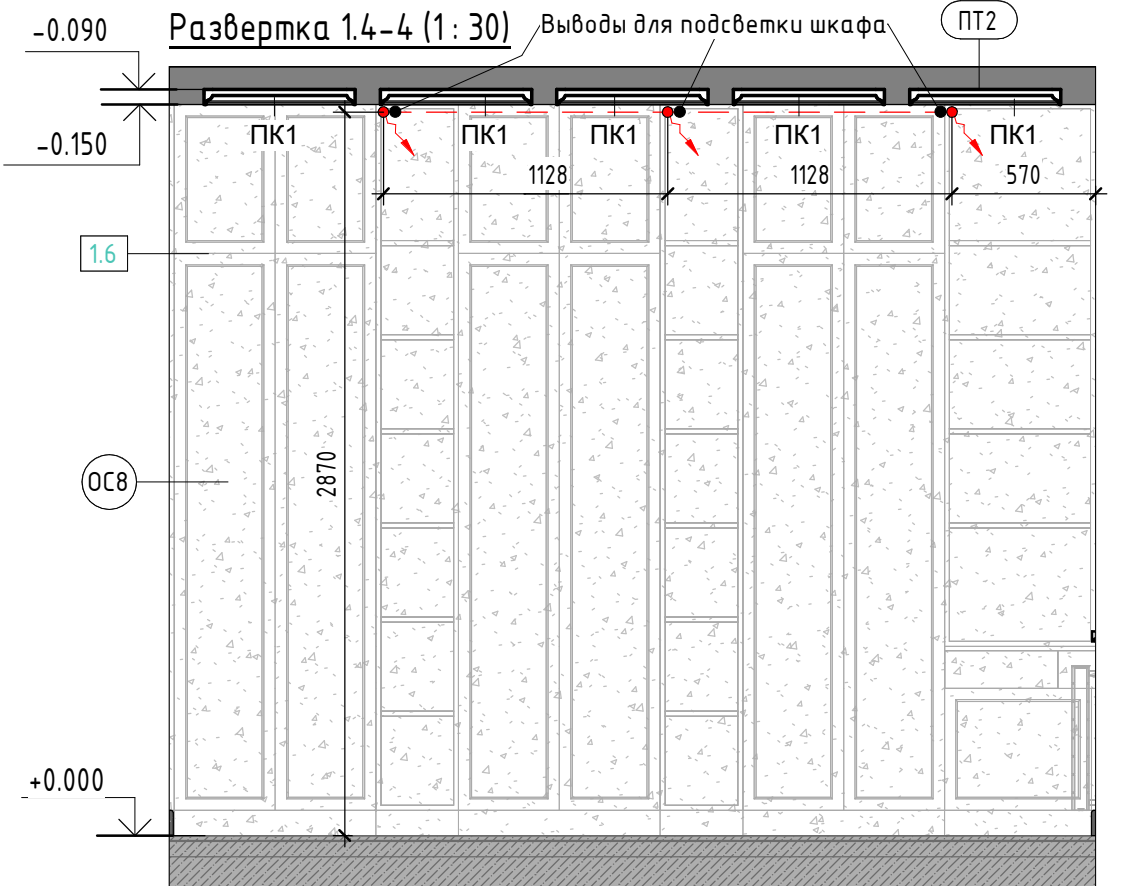 -0.090
Развертка 1.4-4 (1 : 30)
Выводы для подсветки шкафа
ПТ2
-0.150
ПК1
ПК1
ПК1
ПК1
ПК1
1128
1128
570
1.6
2870
ОС8
+0.000